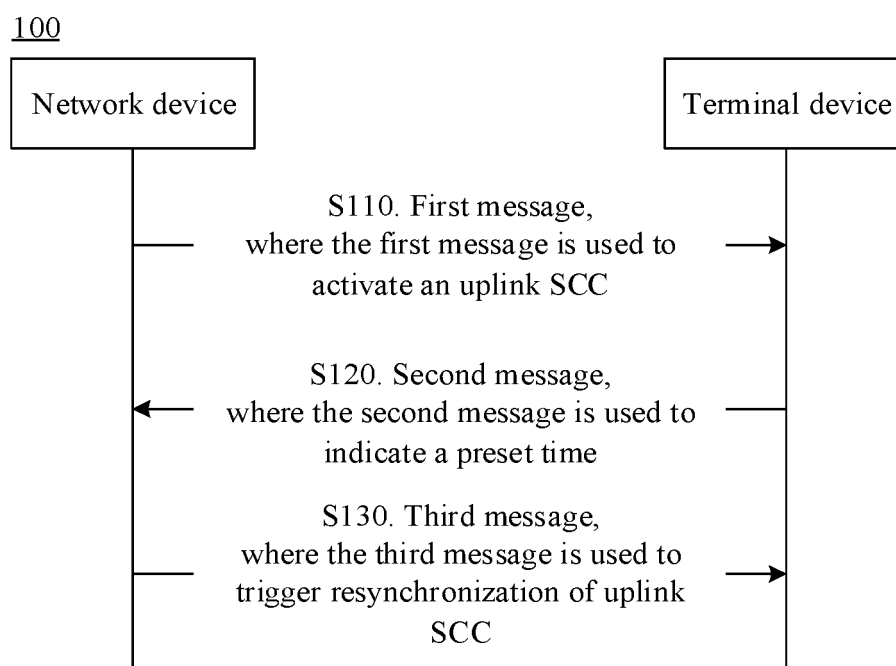 100
Network device
Terminal device
S110. First message,
where the first message is used to
activate an uplink SCC
S120. Second message,
where the second message is used to
indicate a preset time
S130. Third message,
where the third message is used to
trigger resynchronization of uplink
SCC